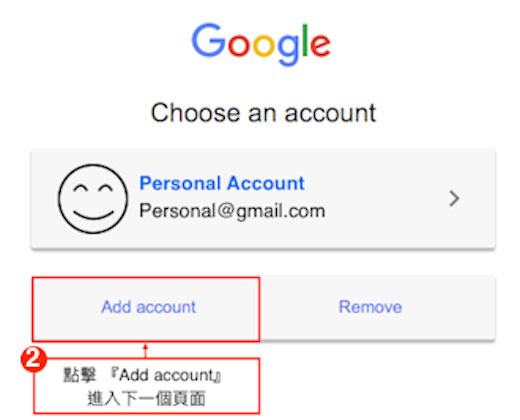 Google
Choose an account
Personal Account
Personal@gmail.com
Add account
Remove
2
點擊 『Add account』
進入下一個頁面